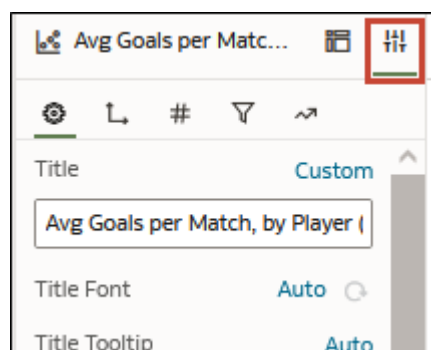 Avg Goals per Matc...
#
Title Custom
Avg Goals per Match, by Player (
Title Font Auto
Title Tooltip Auto